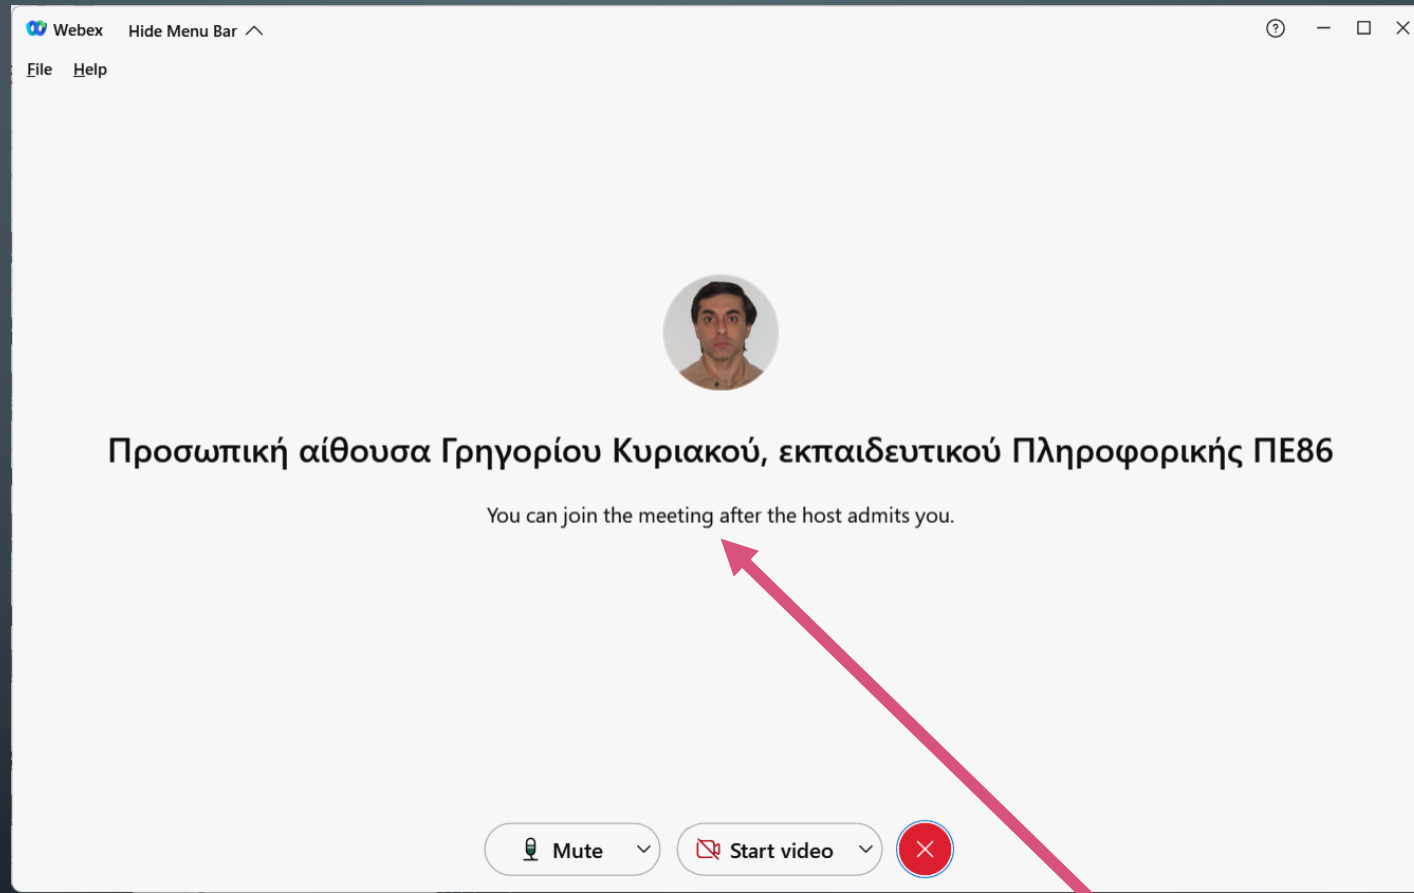 Webex Hide Menu Bar
File Help
Προσωπική αίθουσα Γρηγορίου Κυριακού, εκπαιδευτικού Πληροφορικής ΠΕ86
You can join the meeting after the host admits you.
Mute Start video